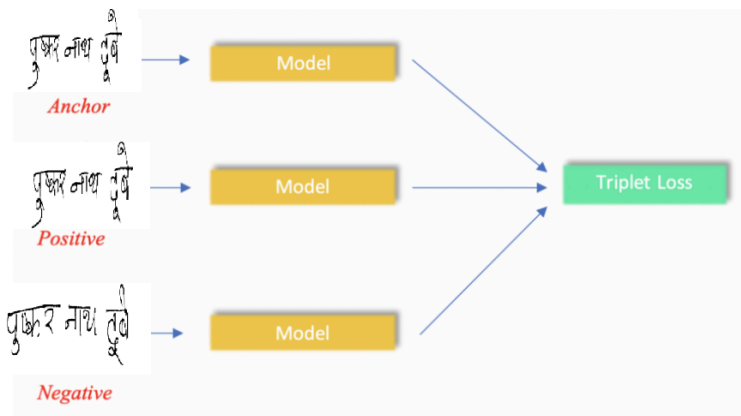 पुष्कर नाथ दूबे
Model
Anchor
पुष्कर नाथ दूबे
Model
Triplet Loss
Positive
पुष्कर नाथ दूबे
Model
Negative